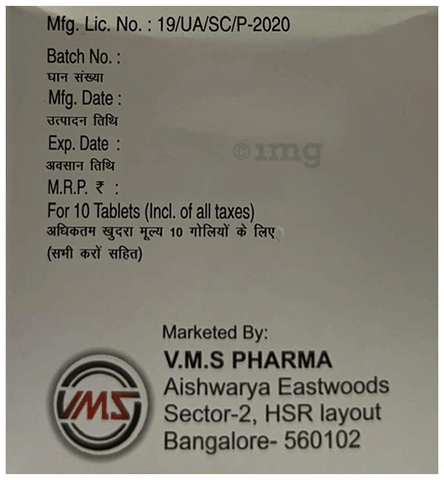 Mfg. Lic. No. : 19/UA/SC/P-2020
Batch No. :
घान संख्या
Mfg. Date :
उत्पादन तिथि
Exp. Date :
अवसान तिथि
M.R.P. ₹ :
For 10 Tablets (Incl. of all taxes)
अधिकतम खुदरा मूल्य 10 गोलियों के लिए
(सभी करों सहित)
1mg
Marketed By:
V.M.S PHARMA
Aishwarya Eastwoods
Sector-2, HSR layout
Bangalore- 560102
VMS